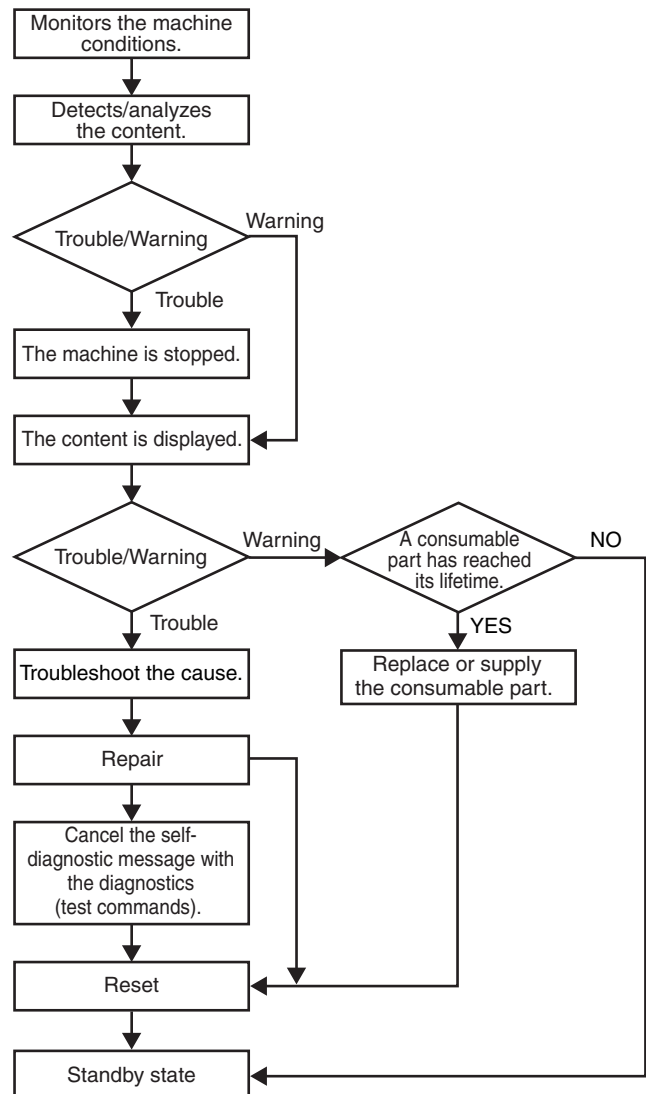 Monitors the machine
conditions.
Detects/analyzes
the content.
Trouble/Warning
Warning
Trouble
The machine is stopped.
The content is displayed.
Trouble/Warning
Warning
A consumable
part has reached
its lifetime.
NO
Trouble
YES
Troubleshoot the cause.
Replace or supply
the consumable part.
Repair
Cancel the self-
diagnostic message with
the diagnostics
(test commands).
Reset
Standby state